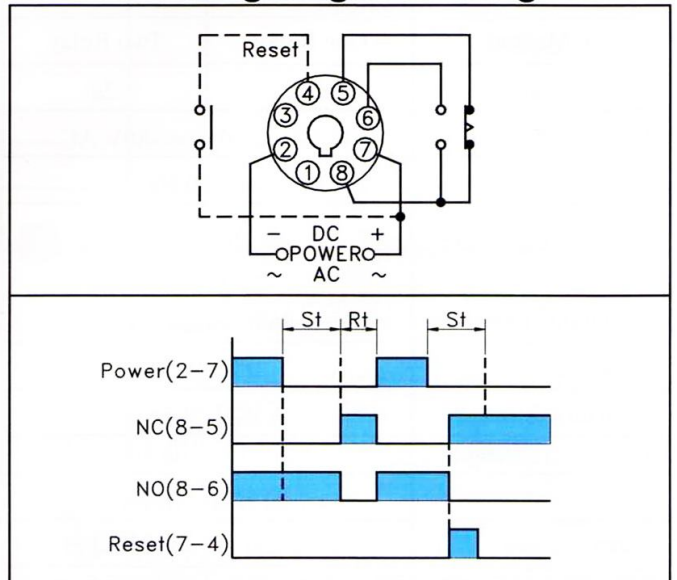 Reset
4 5
3 6
2 7
1 8
− DC +
POWER
~ AC ~
St Rt St
Power(2−7)
NC(8−5)
NO(8−6)
Reset(7−4)